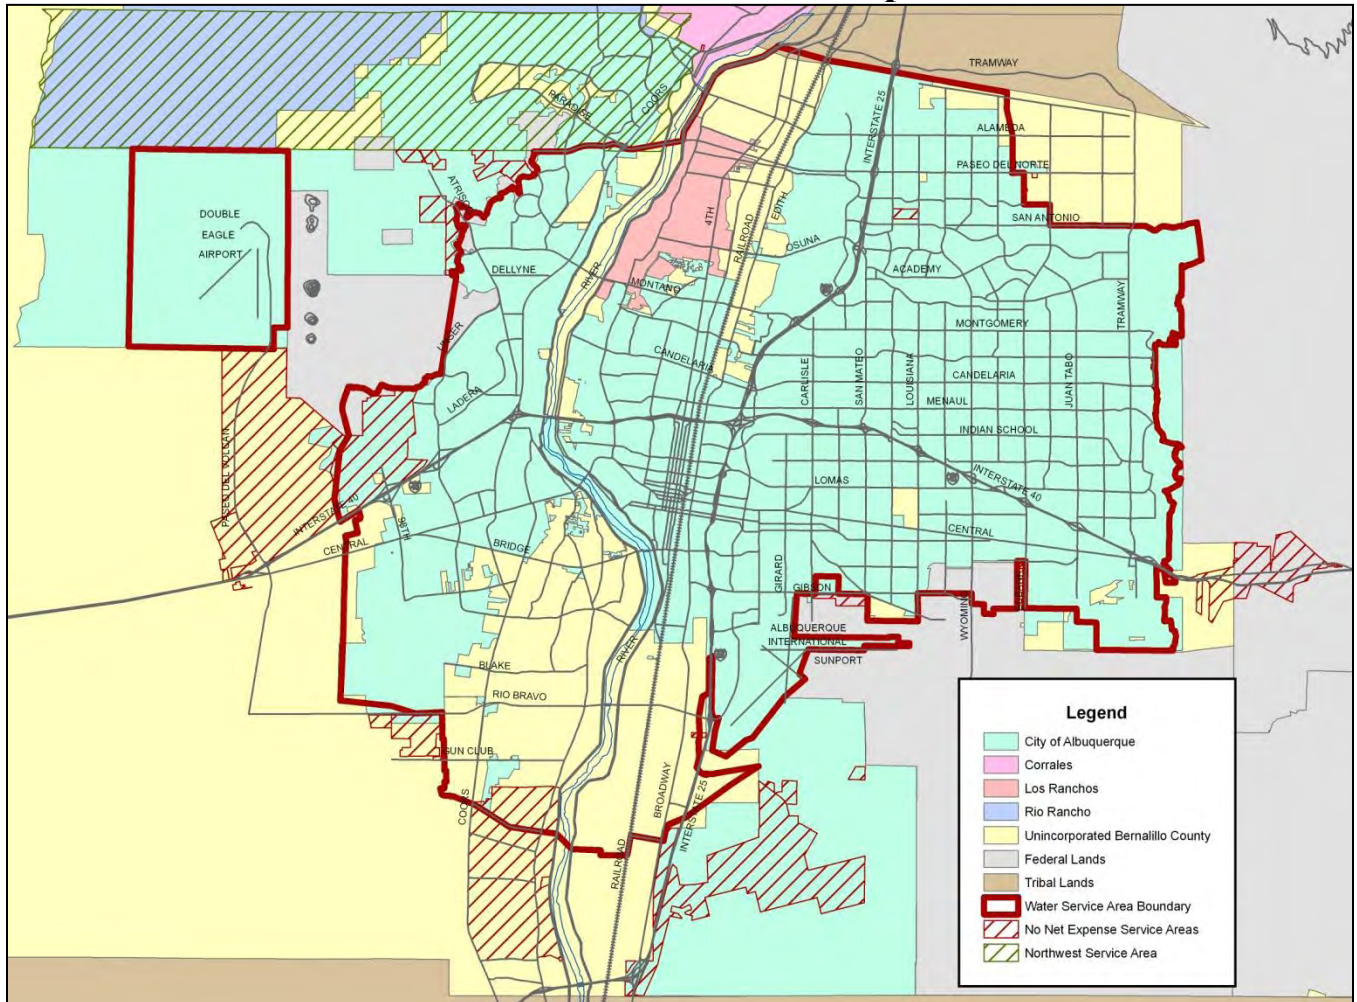 TRAMWAY
PARADISE
COORS
INTERSTATE 25
ALAMEDA
PASEO DEL NORTE
ATRISCO
DOUBLE
EAGLE
AIRPORT
4TH
RAILROAD
EDITH
SAN ANTONIO
OSUNA
DELLYNE
RIVER
MONTANO
ACADEMY
TRAMWAY
UNSER
MONTGOMERY
CANDELARIA
CARLISLE
SAN MATEO
LOUISIANA
CANDELARIA
JUAN TABO
LADERA
MENAUL
PASEO DEL VOLCAN
INDIAN SCHOOL
INTERSTATE 40
LOMAS
INTERSTATE 40
98TH
CENTRAL
BRIDGE
CENTRAL
GIRARD
GIBSON
WYOMING
ALBUQUERQUE
INTERNATIONAL
SUNPORT
RIVER
BLAKE
RIO BRAVO
GUN CLUB
COORS
BROADWAY
INTERSTATE 25
RAILROAD
Legend
City of Albuquerque
Corrales
Los Ranchos
Rio Rancho
Unincorporated Bernalillo County
Federal Lands
Tribal Lands
Water Service Area Boundary
No Net Expense Service Areas
Northwest Service Area